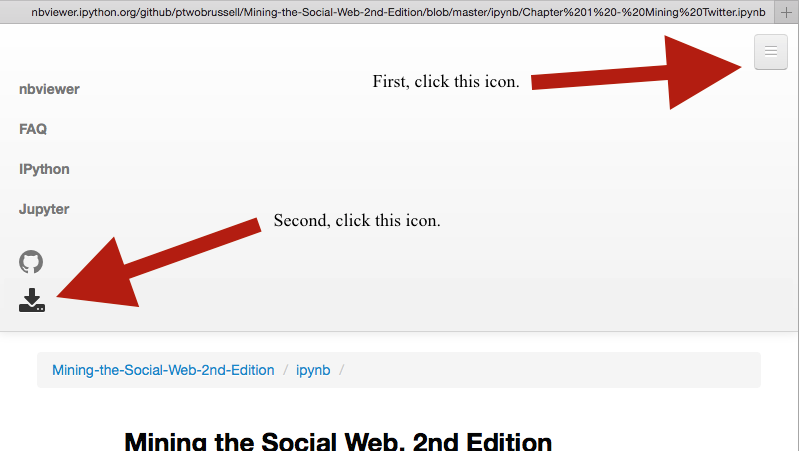 nbviewer.ipython.org/github/ptwobrussell/Mining-the-Social-Web-2nd-Edition/blob/master/ipynb/Chapter%201%20-%20Mining%20Twitter.ipynb
First, click this icon.
nbviewer
FAQ
IPython
Jupyter
Second, click this icon.
Mining-the-Social-Web-2nd-Edition / ipynb /
Mining the Social Web, 2nd Edition